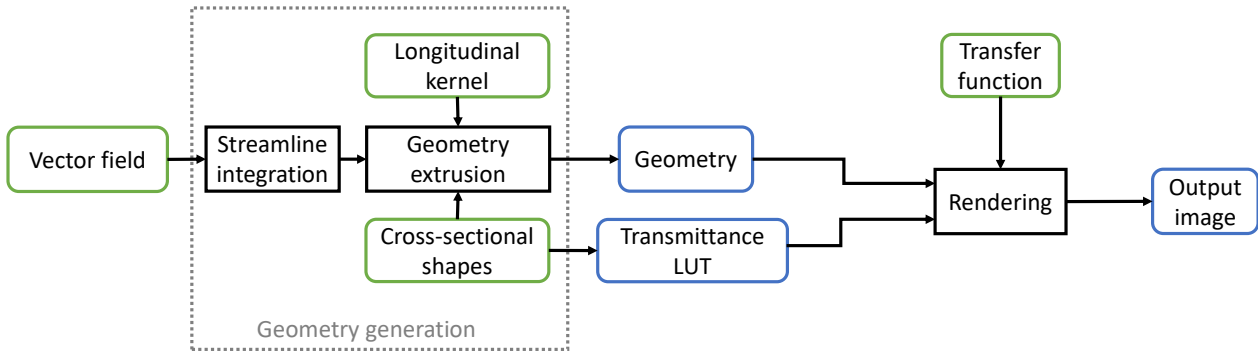 Longitudinal
kernel
Transfer
function
Vector field
Streamline
integration
Geometry
extrusion
Geometry
Rendering
Output
image
Cross-sectional
shapes
Transmittance
LUT
Geometry generation